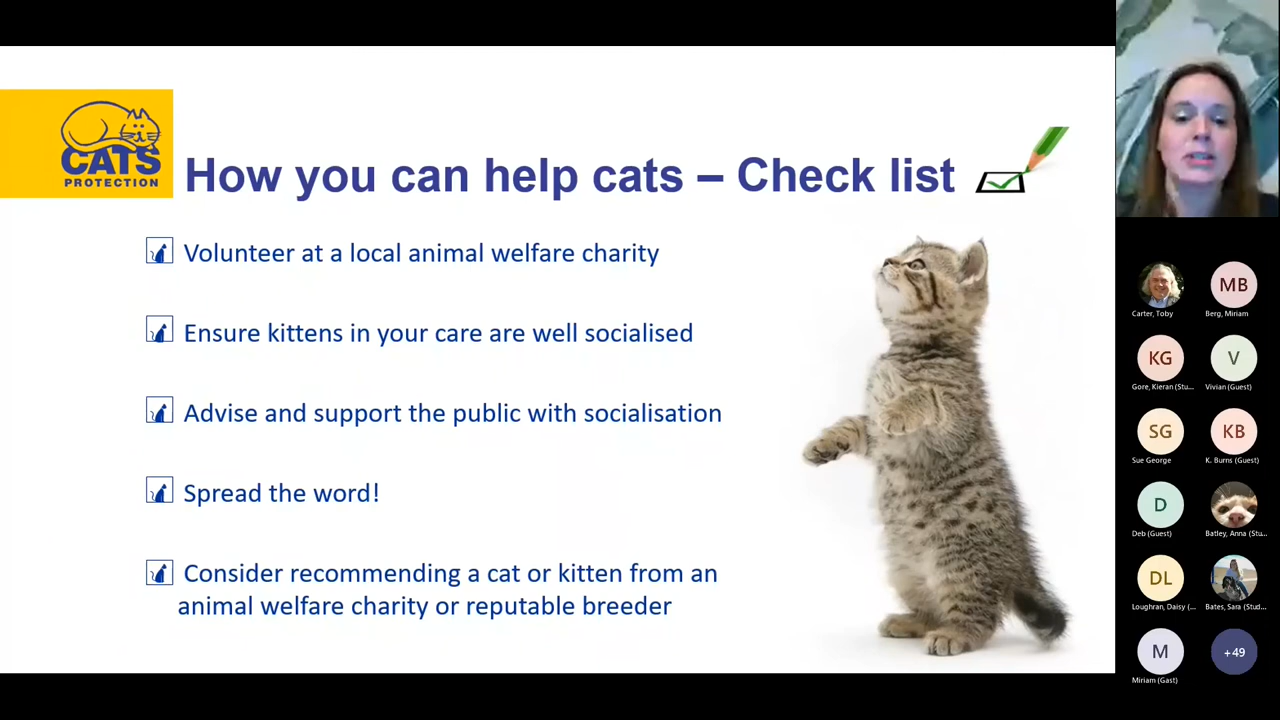 CATS
PROTECTION
How you can help cats – Check list
Volunteer at a local animal welfare charity
Ensure kittens in your care are well socialised
Advise and support the public with socialisation
Spread the word!
Consider recommending a cat or kitten from an
animal welfare charity or reputable breeder
Carter, Toby
MB
Berg, Miriam
KG
Gore, Kieran (Stu...
V
Vivian (Guest)
SG
Sue George
KB
K. Burns (Guest)
D
Deb (Guest)
Batley, Anna (Stu...
DL
Loughran, Daisy (...
Bates, Sara (Stud...
M
Miriam (Gast)
+49